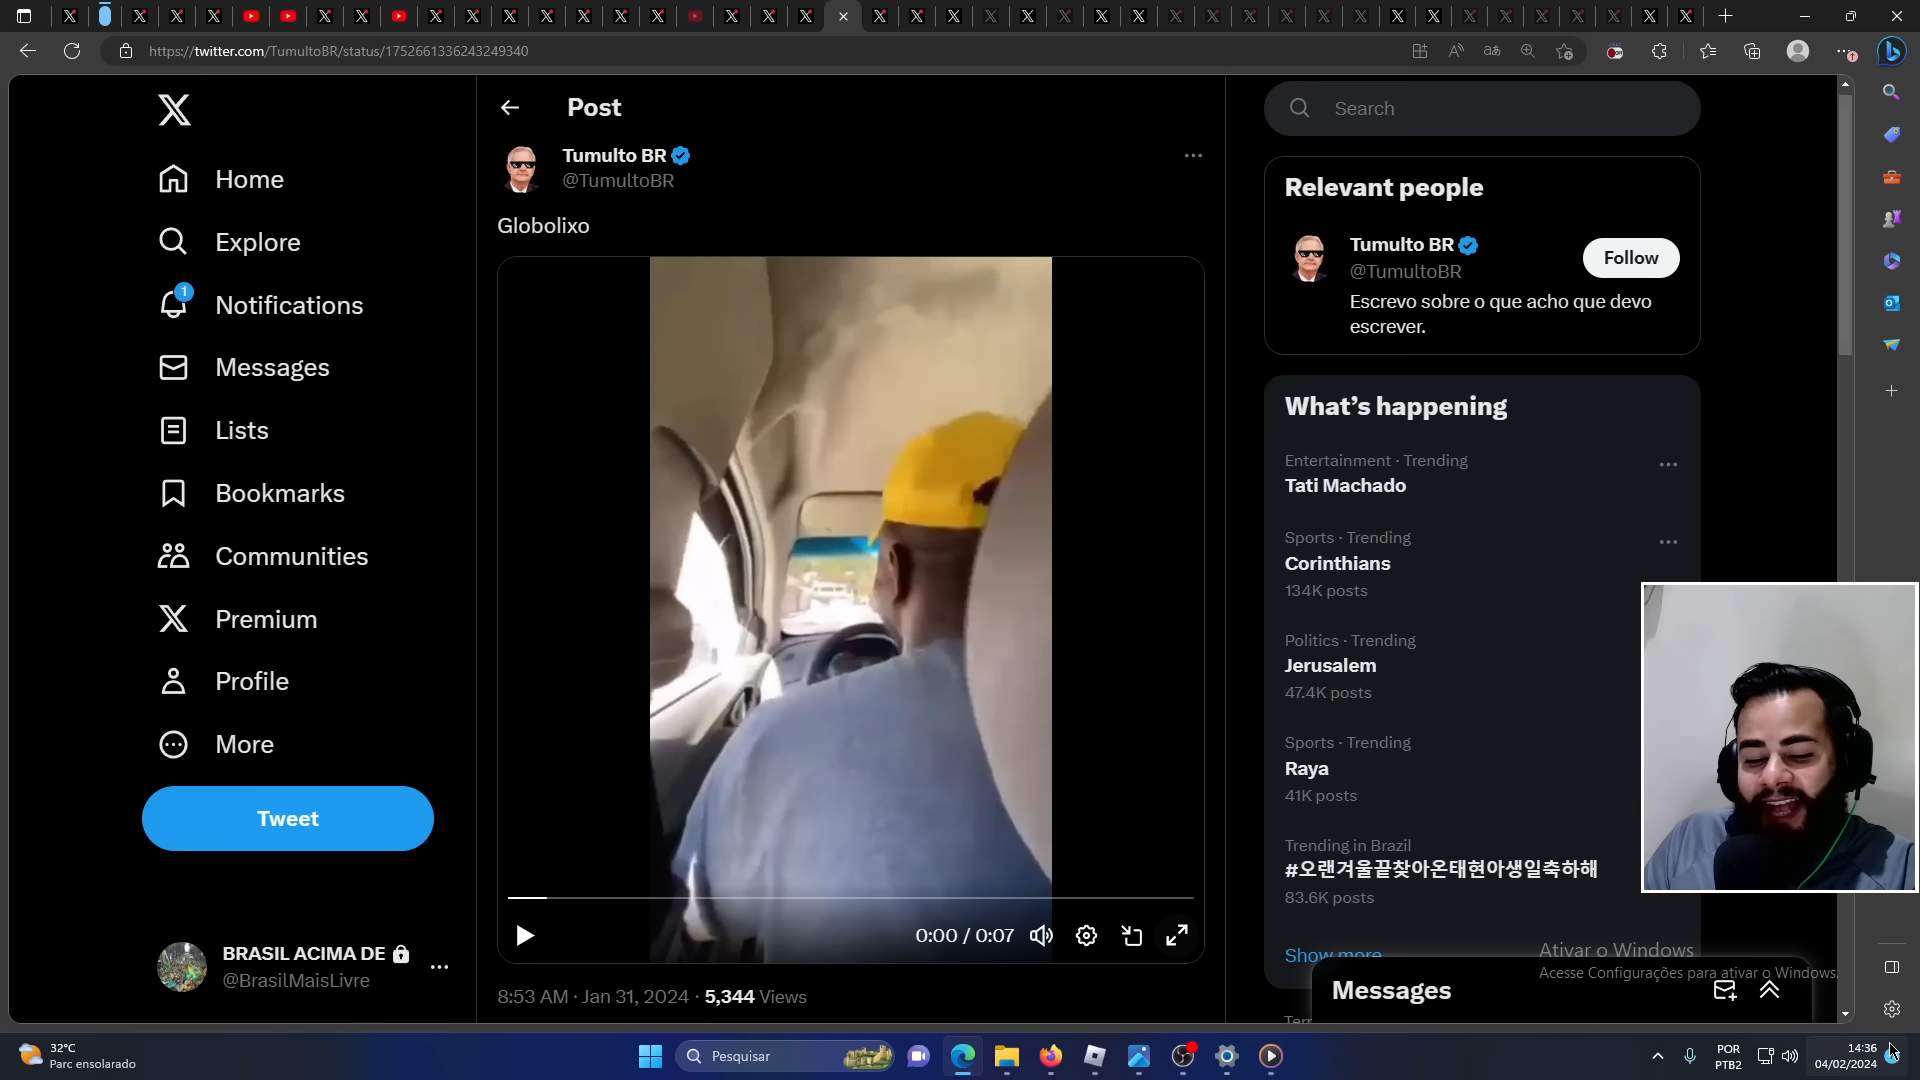 https://twitter.com/TumultoBR/status/1752661336243249340
Home
Explore
1
Notifications
Messages
Lists
Bookmarks
Communities
Premium
Profile
More
Tweet
BRASIL ACIMA DE
@BrasilMaisLivre
Post
Tumulto BR
@TumultoBR
Globolixo
0:00 / 0:07
8:53 AM · Jan 31, 2024 · 5,344 Views
Search
Relevant people
Tumulto BR
@TumultoBR
Follow
Escrevo sobre o que acho que devo
escrever.
What's happening
Entertainment · Trending
Tati Machado
Sports · Trending
Corinthians
134K posts
Politics · Trending
Jerusalem
47.4K posts
Sports · Trending
Raya
41K posts
Trending in Brazil
#오랜겨울끝찾아온태현아생일축하해
83.6K posts
Show more
Ativar o Windows
Acesse Configurações para ativar o Windows.
Messages
32°C
Parc ensolarado
Pesquisar
POR
PTB2
14:36
04/02/2024